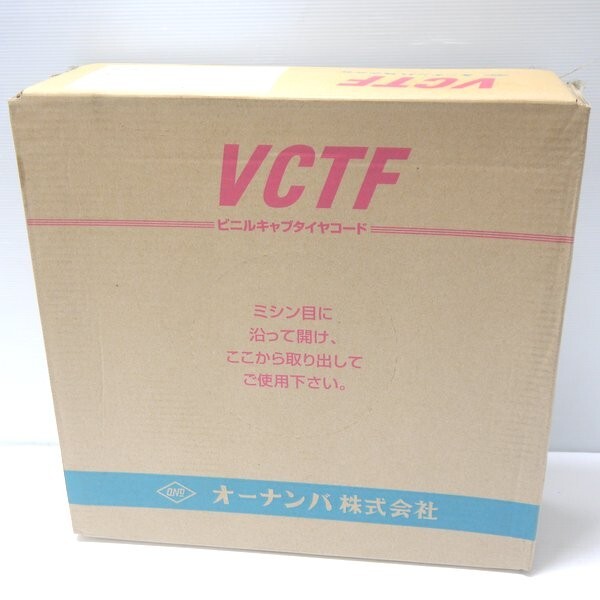 VCTF
VCTF
ビニルキャブタイヤコード
ミシン目に
沿って開け、
ここから取り出して
ご使用下さい。
オーナンバ株式会社